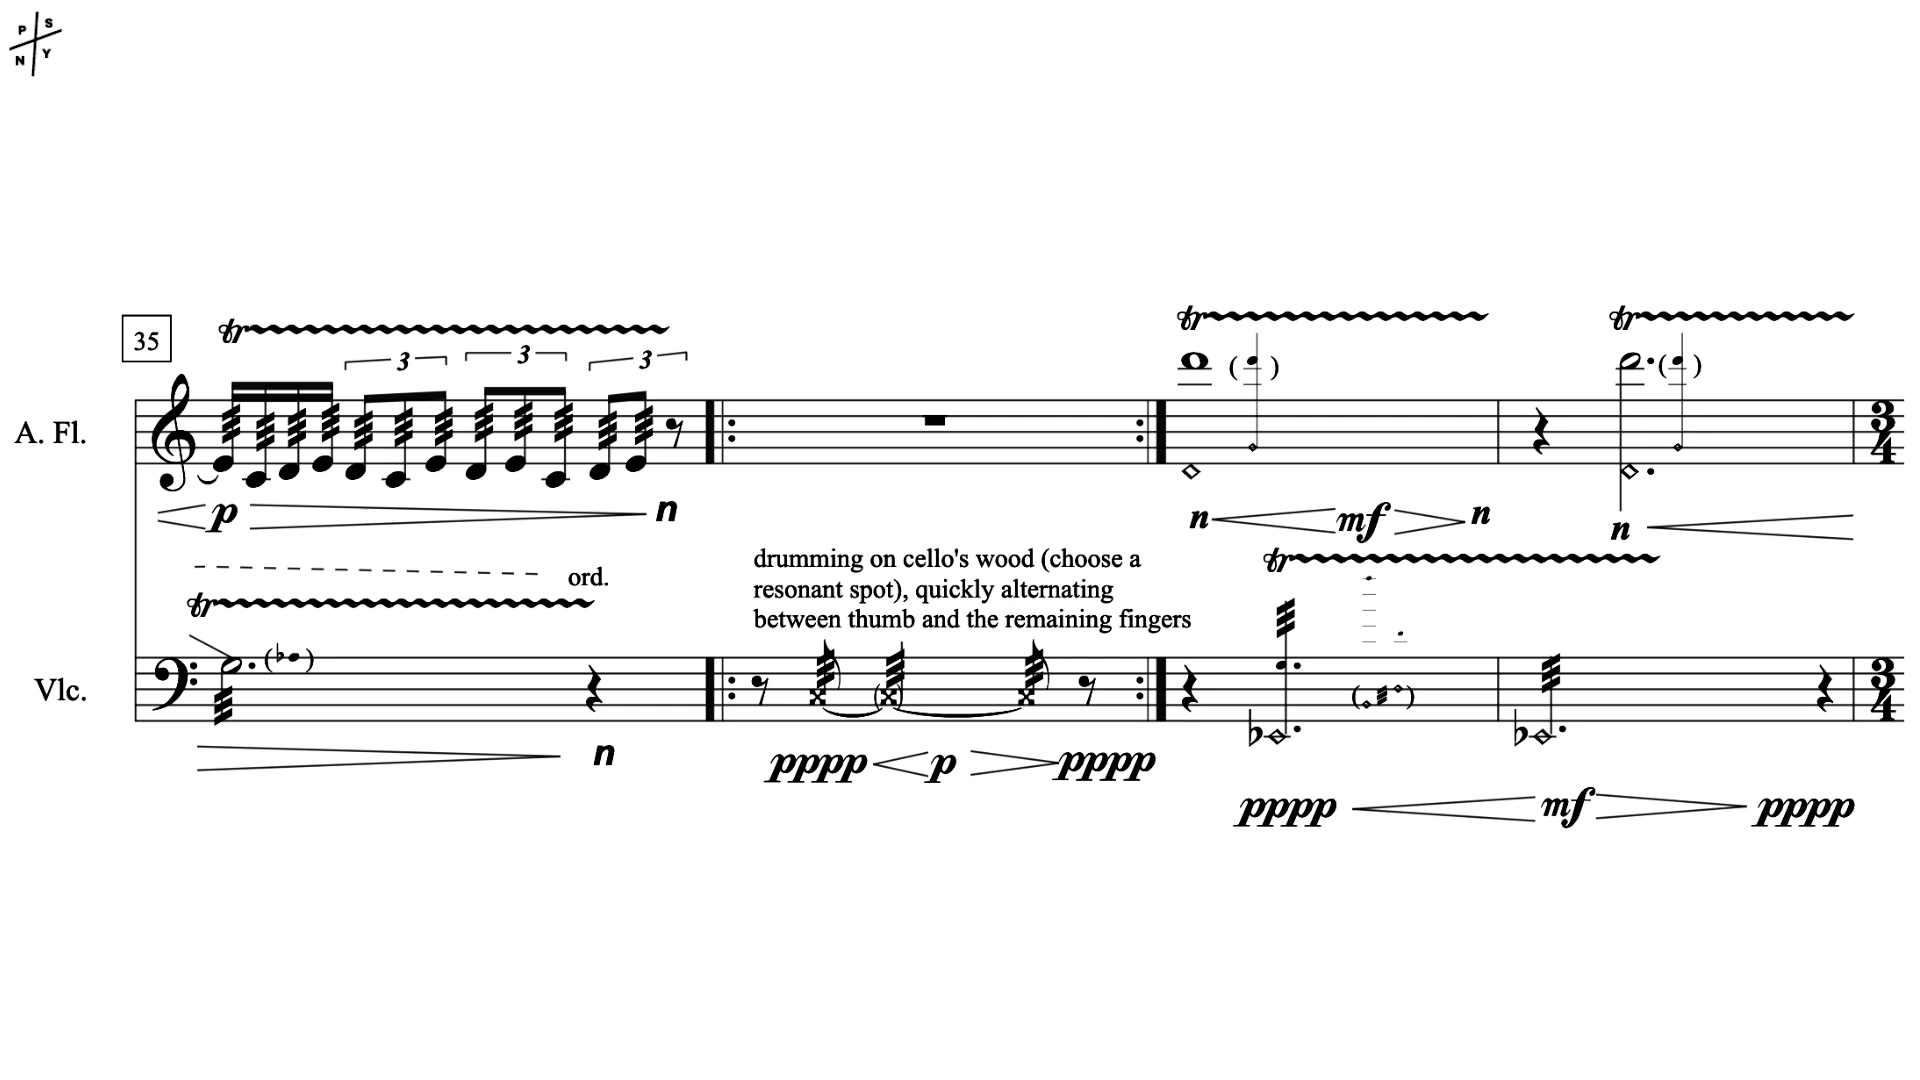 P S
N Y
35
3 3 3
A. Fl.
p n
n mf n
n
3
4
ord.
drumming on cello's wood (choose a
resonant spot), quickly alternating
between thumb and the remaining fingers
Vlc.
n
pppp p pppp
pppp mf pppp
3
4